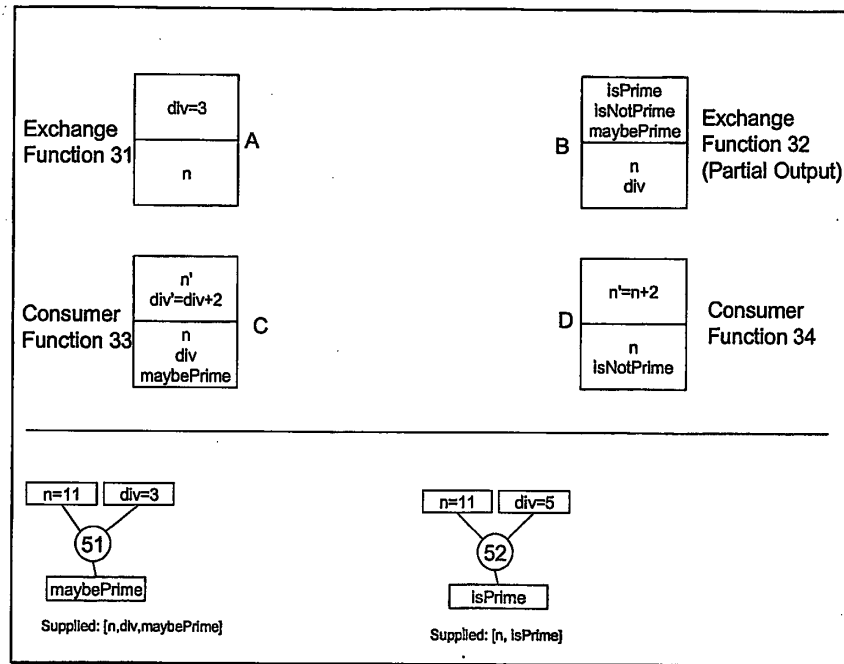 Exchange
Function 31
div=3
n
A
B
isPrime
isNotPrime
maybePrime
n
div
Exchange
Function 32
(Partial Output)
Consumer
Function 33
n'
div'=div+2
n
div
maybePrime
C
D
n'=n+2
n
isNotPrime
Consumer
Function 34
n=11
div=3
51
maybePrime
Supplied: [n,div,maybePrime]
n=11
div=5
52
isPrime
Supplied: [n, isPrime]